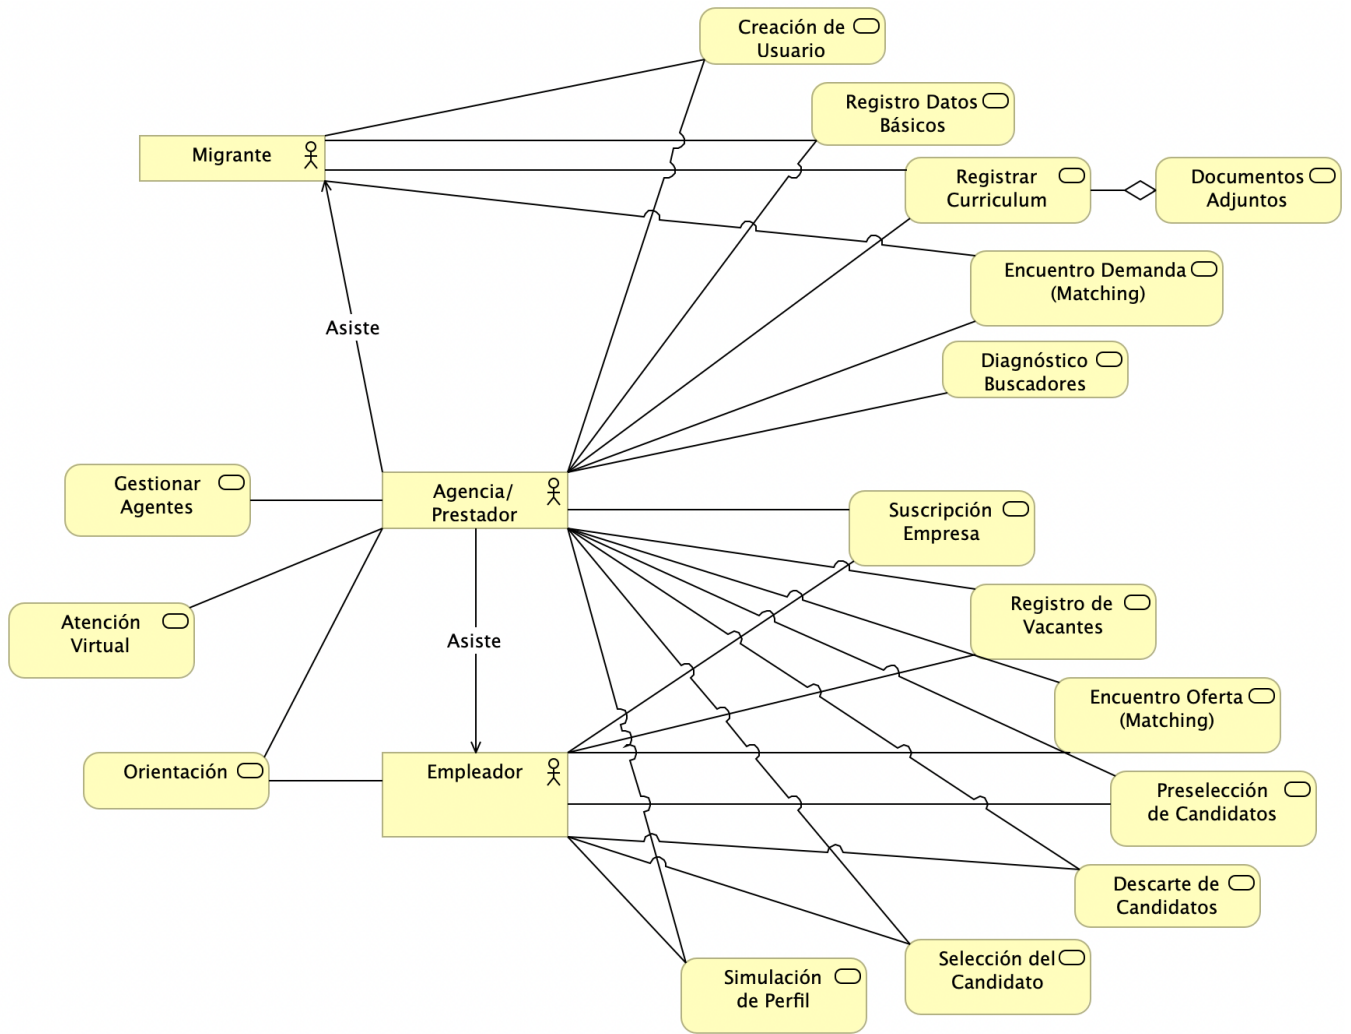 Creación de
Usuario
Registro Datos
Básicos
Migrante
Registrar
Curriculum
Documentos
Adjuntos
Encuentro Demanda
(Matching)
Asiste
Diagnóstico
Buscadores
Gestionar
Agentes
Agencia/
Prestador
Suscripción
Empresa
Atención
Virtual
Registro de
Vacantes
Asiste
Encuentro Oferta
(Matching)
Orientación
Empleador
Preselección
de Candidatos
Descarte de
Candidatos
Selección del
Candidato
Simulación
de Perfil